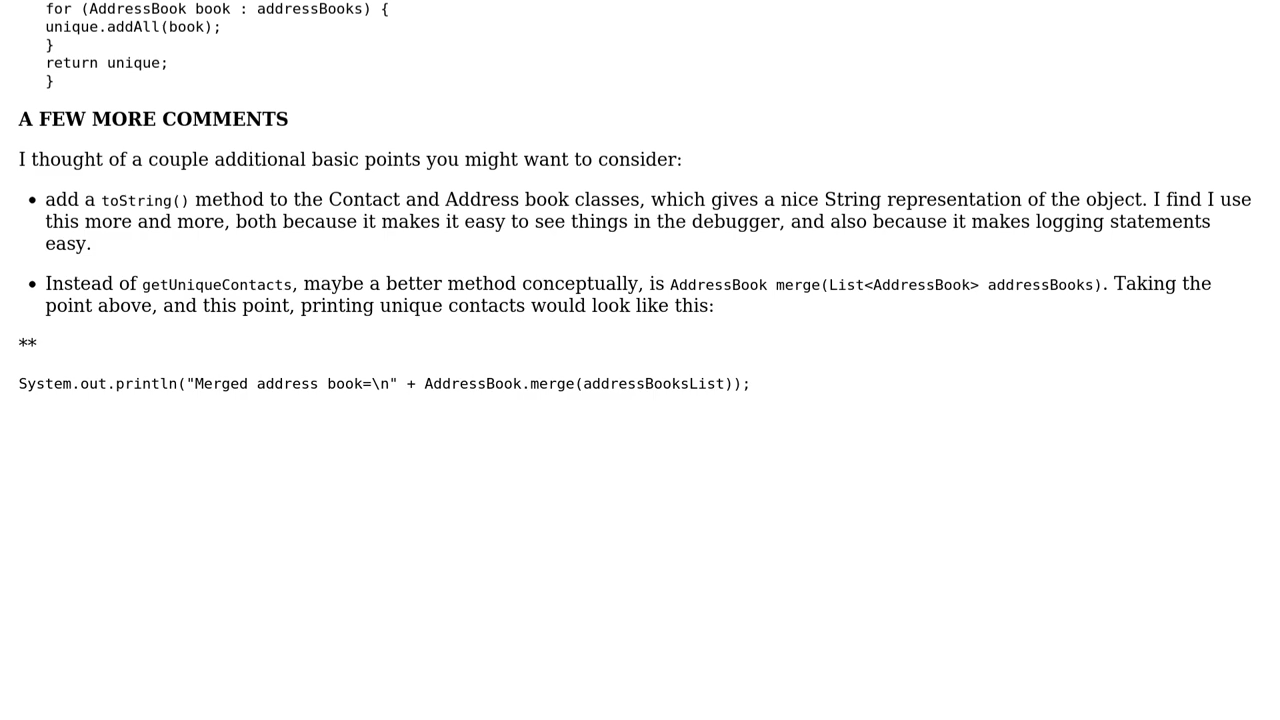 for (AddressBook book : addressBooks) {
unique.addAll(book);
}
return unique;
}
A FEW MORE COMMENTS
I thought of a couple additional basic points you might want to consider:
• add a toString() method to the Contact and Address book classes, which gives a nice String representation of the object. I find I use
this more and more, both because it makes it easy to see things in the debugger, and also because it makes logging statements
easy.
• Instead of getUniqueContacts, maybe a better method conceptually, is AddressBook merge(List<AddressBook> addressBooks). Taking the
point above, and this point, printing unique contacts would look like this:
**
System.out.println("Merged address book=\n" + AddressBook.merge(addressBooksList));